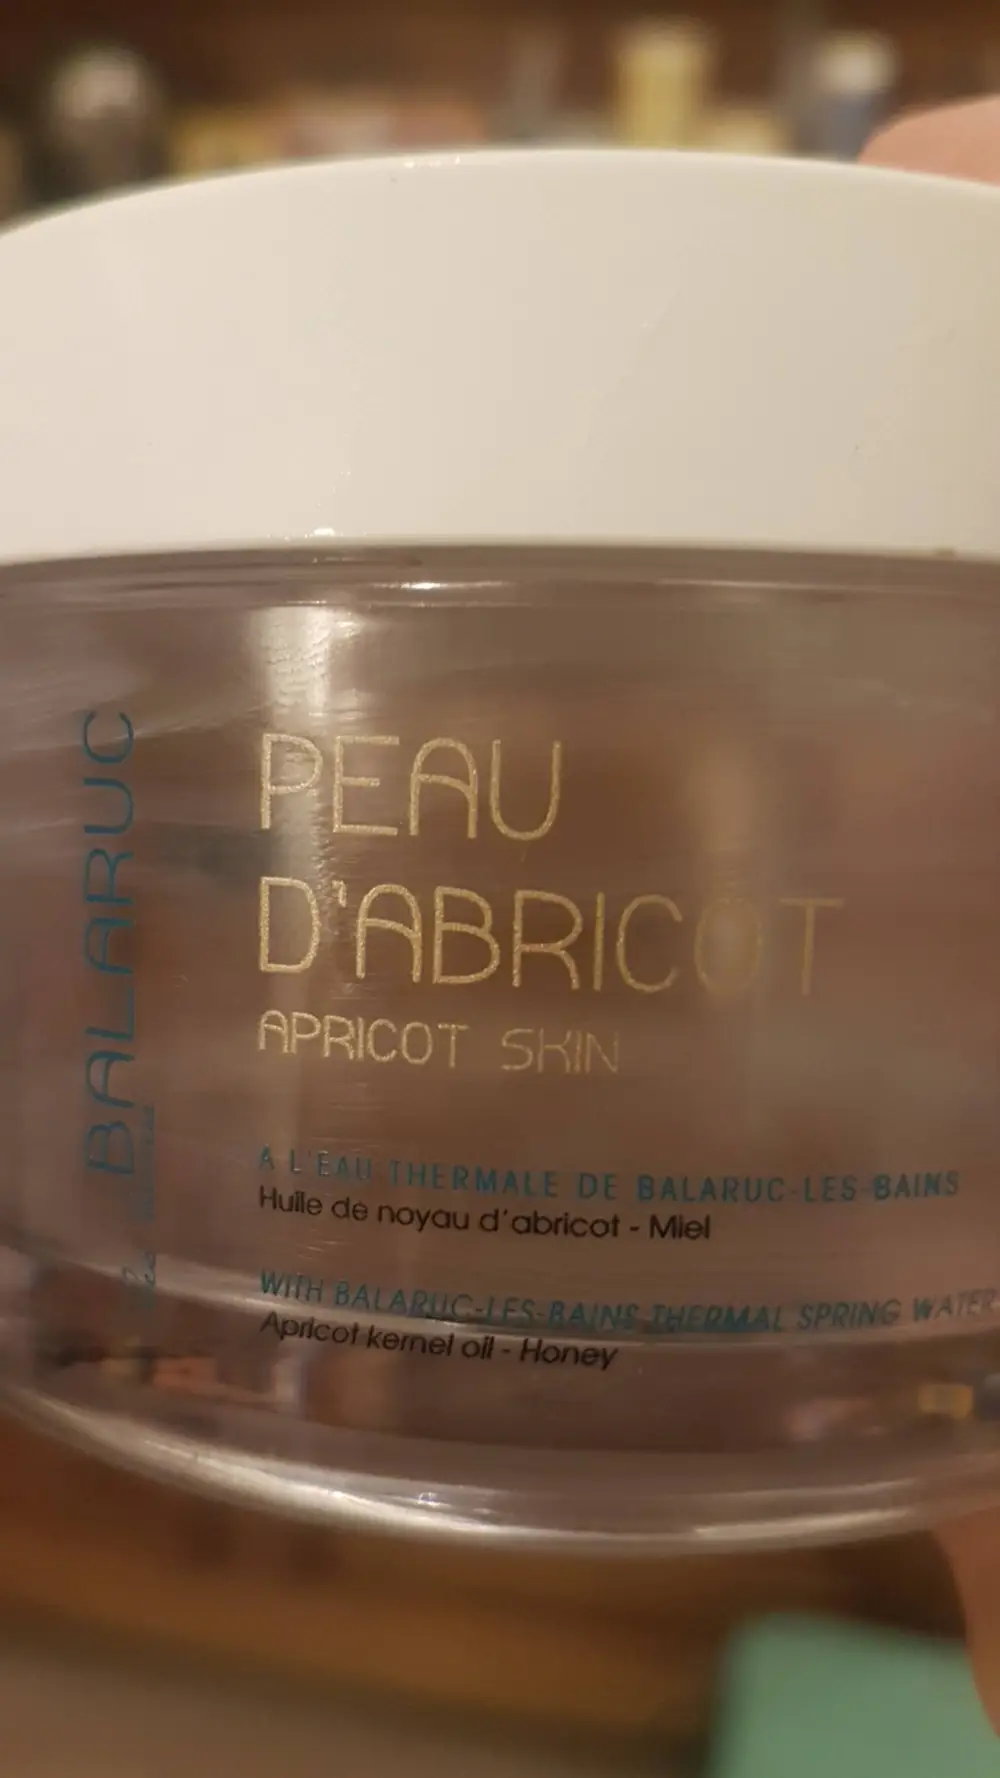 BALARUC
PEAU
D'ABRICOT
APRICOT SKIN
A L'EAU THERMALE DE BALARUC-LES-BAINS
Huile de noyau d'abricot - Miel
WITH BALARUC-LES-BAINS THERMAL SPRING WATER
Apricot kernel oil - Honey